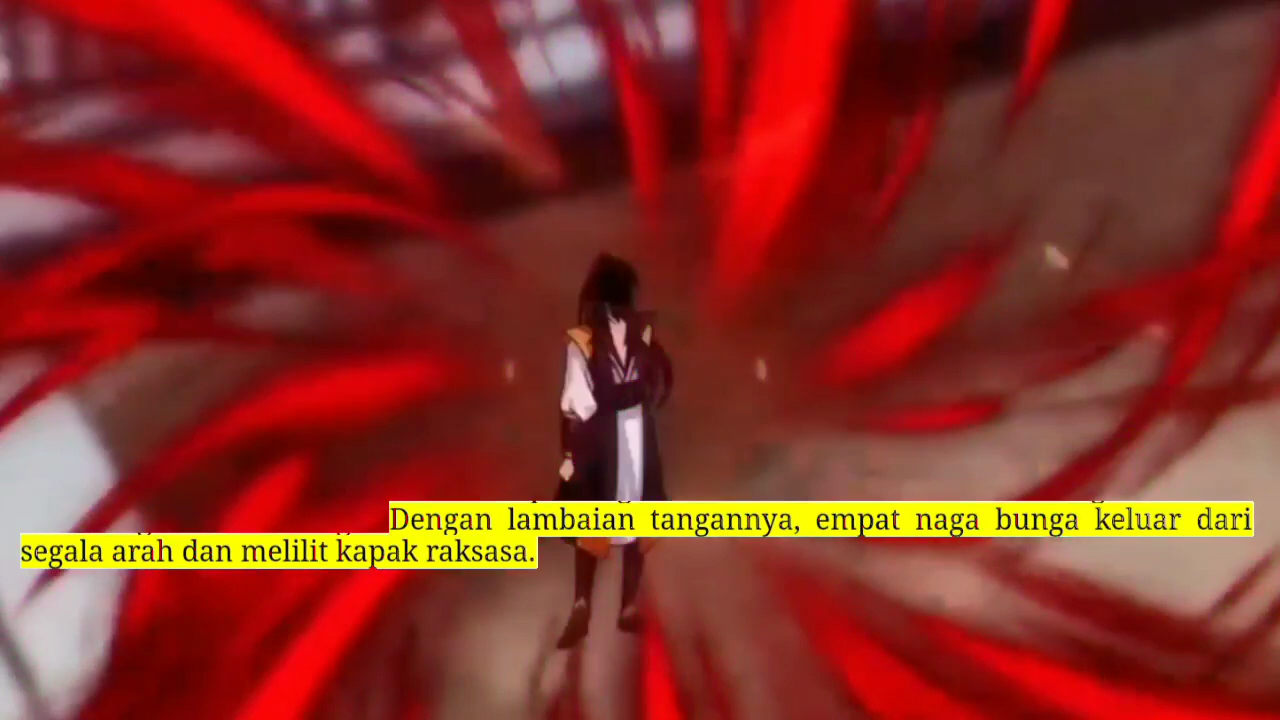 Dengan lambaian tangannya, empat naga bunga keluar dari
segala arah dan melilit kapak raksasa.